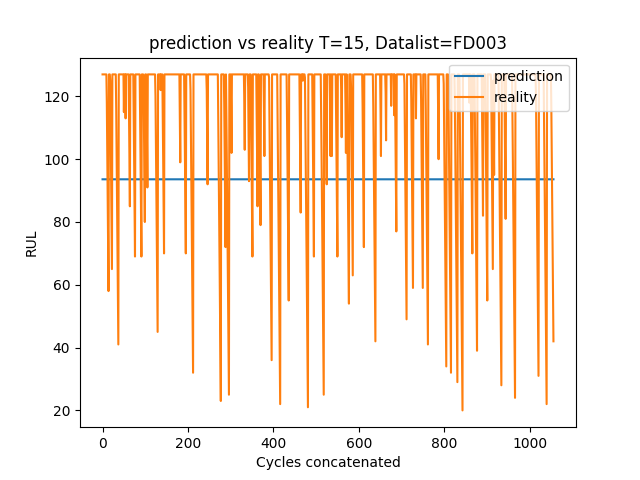 prediction vs reality T=15, Datalist=FD003
prediction
reality
RUL
120
100
80
60
40
20
0
200
400
600
800
1000
Cycles concatenated